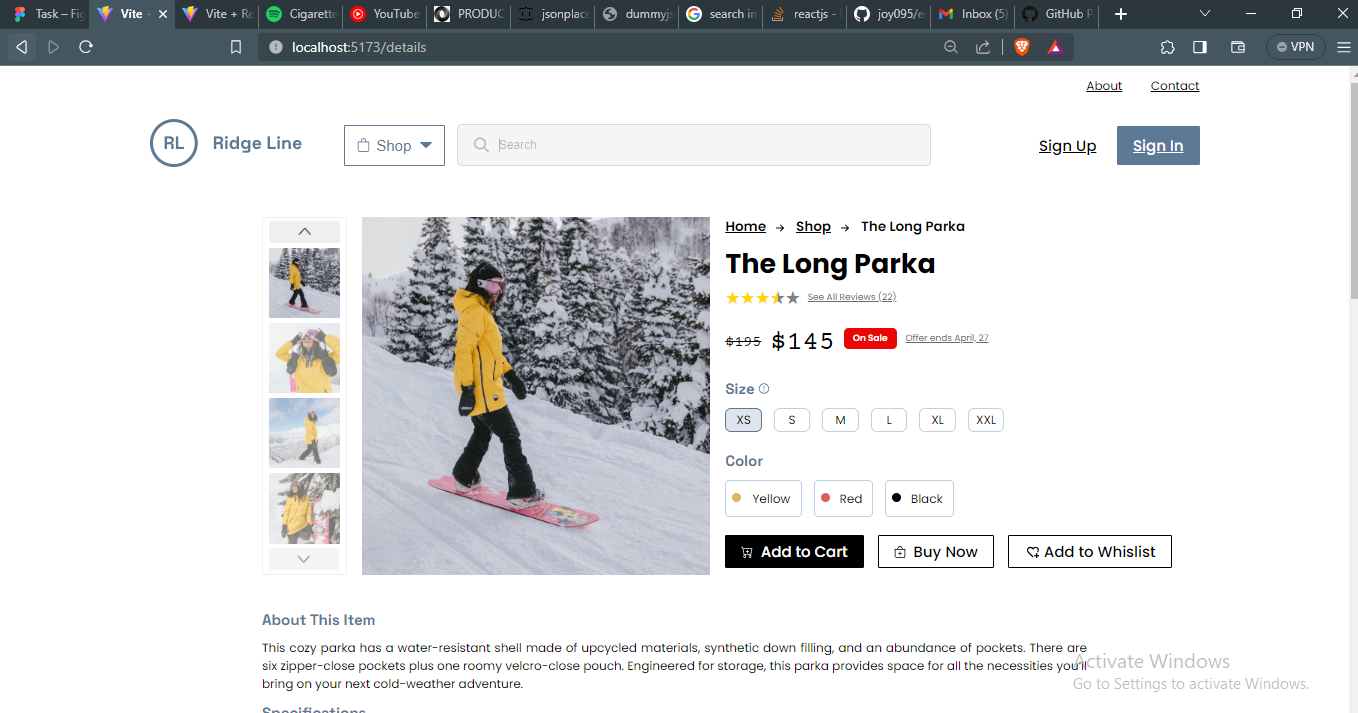 Task – Fig
Vite
Vite + Re
Cigarette
YouTube
PRODUC
jsonplace
dummyjs
search in
reactjs -
joy095/e
Inbox (5)
GitHub P
localhost:5173/details
VPN
About Contact
RL Ridge Line
Shop
Search
Sign Up
Sign In
Home → Shop → The Long Parka
The Long Parka
See All Reviews (22)
$195 $145 On Sale Offer ends April, 27
Size
XS S M L XL XXL
Color
Yellow Red Black
Add to Cart Buy Now Add to Whislist
About This Item
This cozy parka has a water-resistant shell made of upcycled materials, synthetic down filling, and an abundance of pockets. There are
six zipper-close pockets plus one roomy velcro-close pouch. Engineered for storage, this parka provides space for all the necessities you'll
bring on your next cold-weather adventure.
Specifications
Activate Windows
Go to Settings to activate Windows.